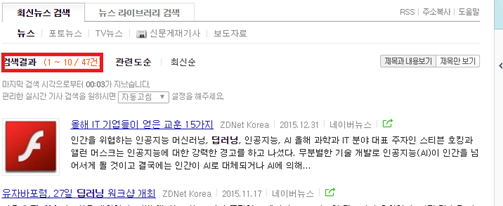 최신뉴스 검색 뉴스 라이브러리 검색 RSS | 주소복사 | 도움말
뉴스 포토뉴스 TV뉴스 신문게재기사 보도자료
검색결과 (1 ~ 10 / 47건 관련도순 최신순 제목과 내용보기 제목만 보기
마지막 검색 시각으로부터 00:03가 지났습니다.
편리한 실시간 기사 검색을 원하시면 자동고침 설정을 해주세요.
올해 IT 기업들이 얻은 교훈 15가지 ZDNet Korea | 2015.12.31 | 네이버뉴스 |
인간을 위협하는 인공지능 머신러닝, 딥러닝, 인공지능, AI 올해 과학과 IT 분야 대표 주자인 스티븐 호킹과
앨런 머스크는 인공지능에 대한 강력한 경고를 하고 나섰다. 무분별한 기술 개발로 인공지능(AI)이 인간을 넘
어서게 될 것이고 결국에는 인간이 AI로 대체되거나 AI에 의해...
유자바포럼, 27일 딥러닝 워크샵 개최 ZDNet Korea | 2015.11.17 | 네이버뉴스 |